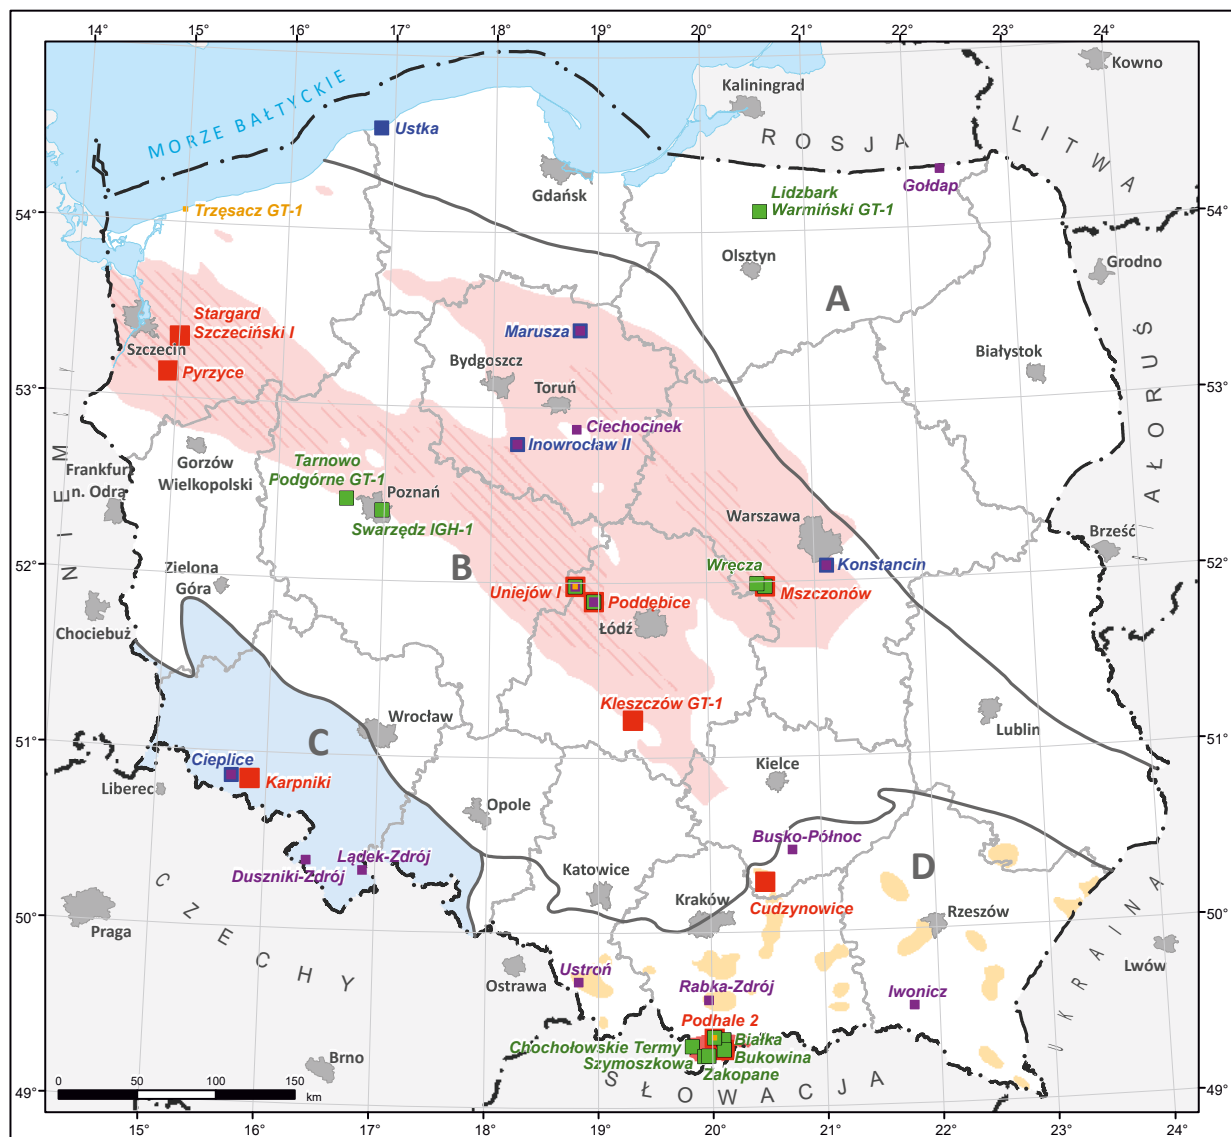 14° 15° 16° 17° 18° 19° 20° 21° 22° 23° 24°
Kowno
Kaliningrad
MORZE BAŁTYCKIE
Ustka
ROSJA
LITWA
Gołdap
Gdańsk
Lidzbark
Warmiński GT-1
54°
Trzęsacz GT-1
54°
Olsztyn
Grodno
A
Stargard
Szczeciński I
Szczecin
Marusza
Białystok
Pyrzyce
Bydgoszcz
Toruń
53°
53°
Ciechocinek
Inowrocław II
Gorzów
Wielkopolski
Frankfurt
n. Odrą
Tarnowo
Podgórne GT-1
Poznań
Swarzędz IGH-1
Warszawa
Brześć
NIEMCY
BIAŁORUŚ
52°
52°
Zielona
Góra
B
Wręcza
Konstancin
Uniejów I
Poddębice
Mszczonów
Chociebuż
Łódź
Kleszczów GT-1
Wrocław
Lublin
51°
51°
C
Cieplice
Karpniki
Liberec
Kielce
Opole
Busko-Północ
Lądek-Zdrój
Duszniki-Zdrój
Katowice
D
Kraków
Cudzynowice
Rzeszów
50°
50°
Praga
CZECHY
UKRAINA
Lwów
Ostrawa
Ustroń
Rabka-Zdrój
Iwonicz
Podhale 2
Chochołowskie Termy
Białka
Szymoszkowa
Bukowina
Zakopane
Brno
SŁOWACJA
49°
49°
0 50 100 150
km
15° 16° 17° 18° 19° 20° 21° 22° 23° 24°